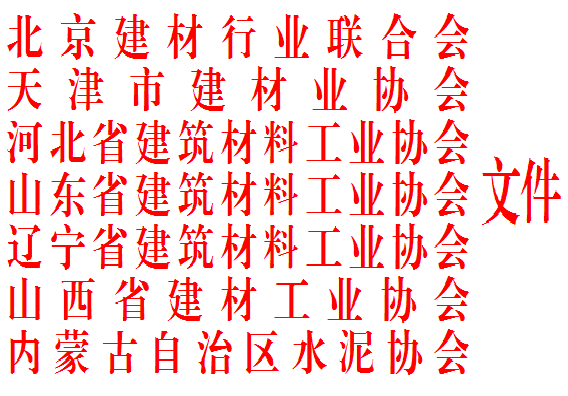 北京建材行业联合会
天津市建材业协会
河北省建筑材料工业协会
山东省建筑材料工业协会
辽宁省建筑材料工业协会
山西省建材工业协会
内蒙古自治区水泥协会
文件